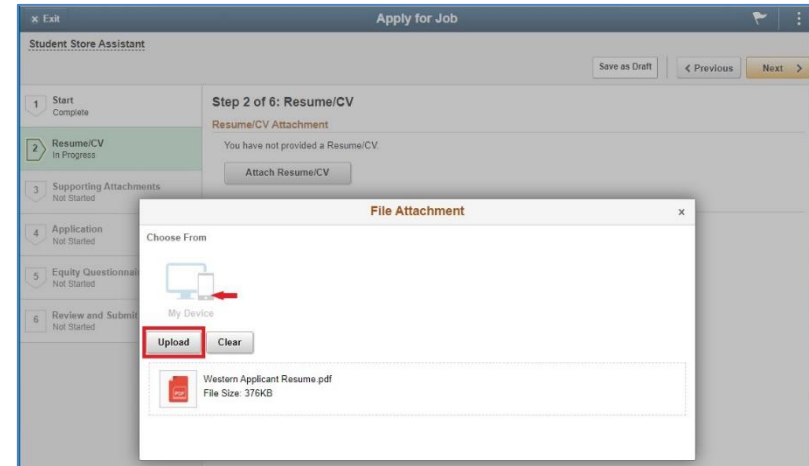 × Exit
Apply for Job
Student Store Assistant
Save as Draft
Previous
Next
1 Start
Complete
Step 2 of 6: Resume/CV
Resume/CV Attachment
2 Resume/CV
In Progress
You have not provided a Resume/CV.
Attach Resume/CV
3 Supporting Attachments
Not Started
4 Application
Not Started
5 Equity Questionnai
Not Started
6 Review and Submit
Not Started
File Attachment
×
Choose From
My Device
Upload
Clear
PDF
Western Applicant Resume.pdf
File Size: 376KB